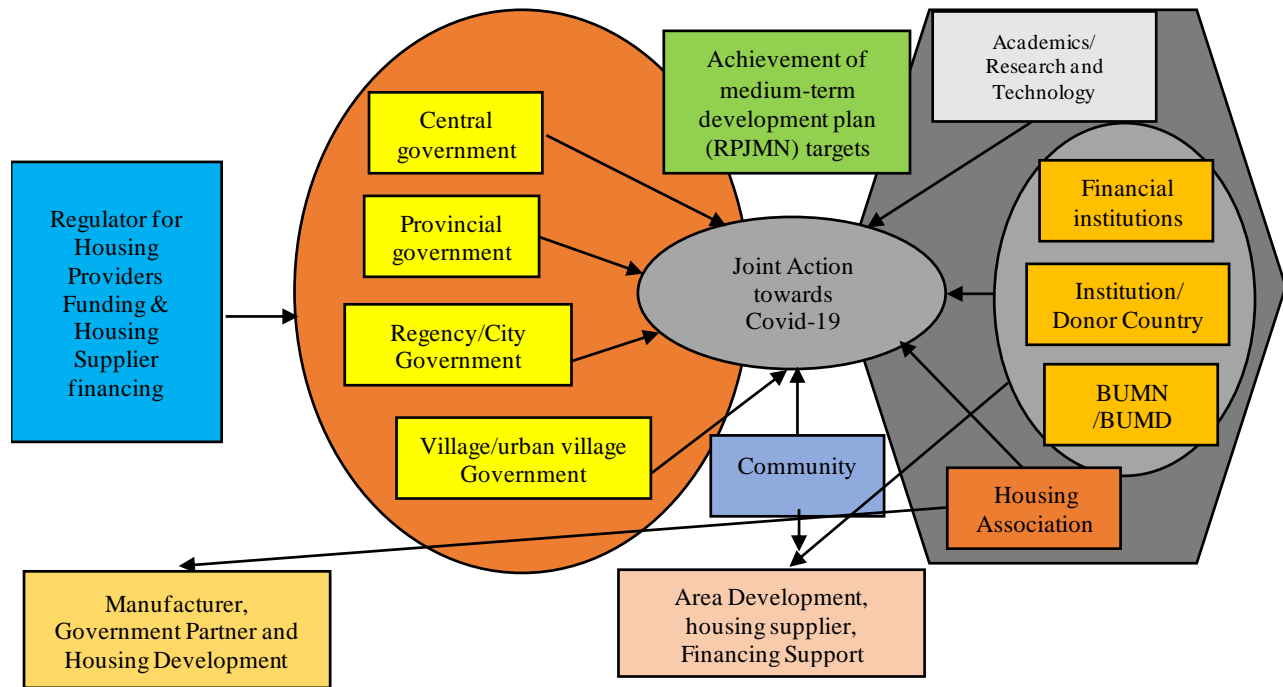 Achievement of
medium-term
development plan
(RPJMN) targets
Academics/
Research and
Technology
Central
government
Financial
institutions
Regulator for
Housing
Providers
Funding &
Housing
Supplier
financing
Provincial
government
Joint Action
towards
Covid-19
Institution/
Donor Country
Regency/City
Government
BUMN
/BUMD
Village/urban village
Government
Community
Housing
Association
Manufacturer,
Government Partner and
Housing Development
Area Development,
housing supplier,
Financing Support